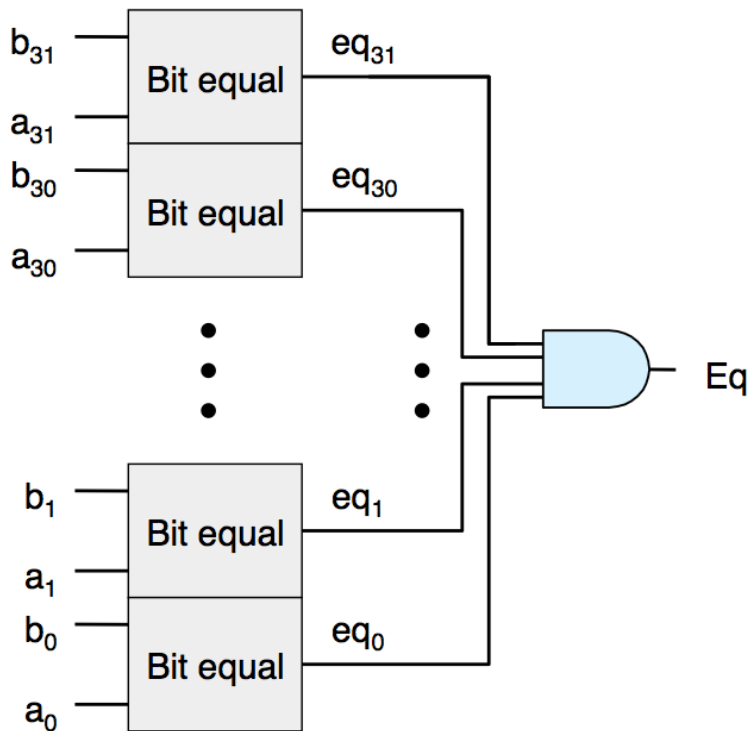 b31 Bit equal eq31
a31
b30 Bit equal eq30
a30
Eq
b1 Bit equal eq1
a1
b0 Bit equal eq0
a0